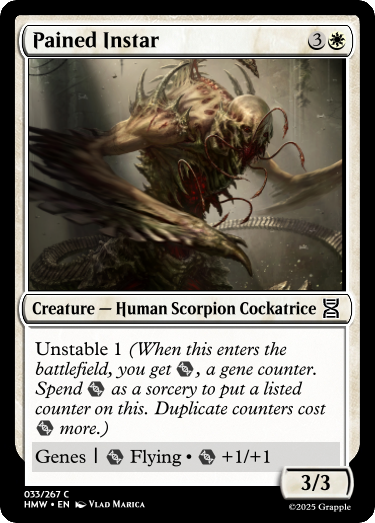 Pained Instar 3
Creature — Human Scorpion Cockatrice
Unstable 1 (When this enters the
battlefield, you get , a gene counter.
Spend as a sorcery to put a listed
counter on this. Duplicate counters cost
more.)
Genes | Flying • +1/+1
3/3
033/267 C
HMW • EN Vlad Marica
©2025 Grapple